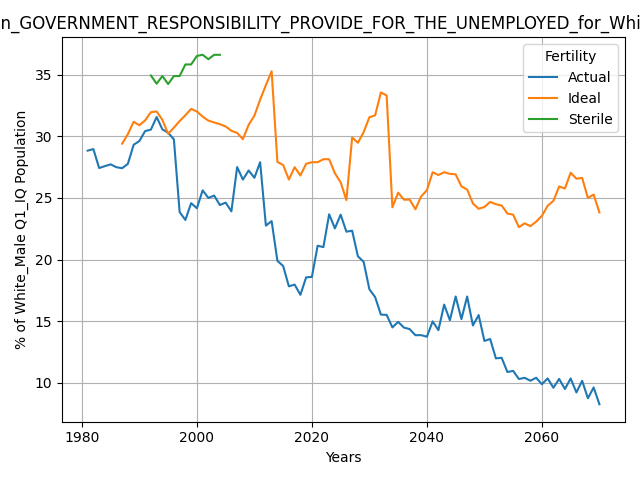 n_GOVERNMENT_RESPONSIBILITY_PROVIDE_FOR_THE_UNEMPLOYED_for_Whi
Fertility
Actual
Ideal
Sterile
% of White_Male Q1_IQ Population
35
30
25
20
15
10
1980
2000
2020
2040
2060
Years